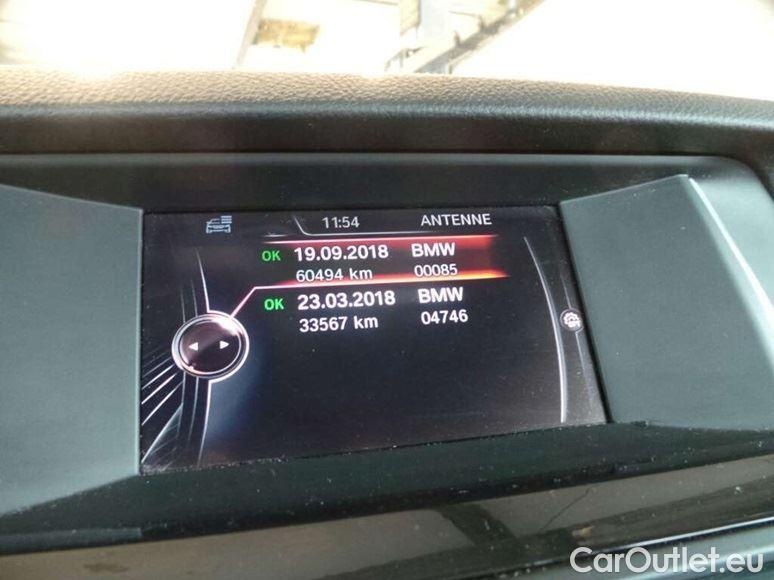 11:54 ANTENNE
OK 19.09.2018 BMW
60494 km 00085
OK 23.03.2018 BMW
33567 km 04746
CarOutlet.eu